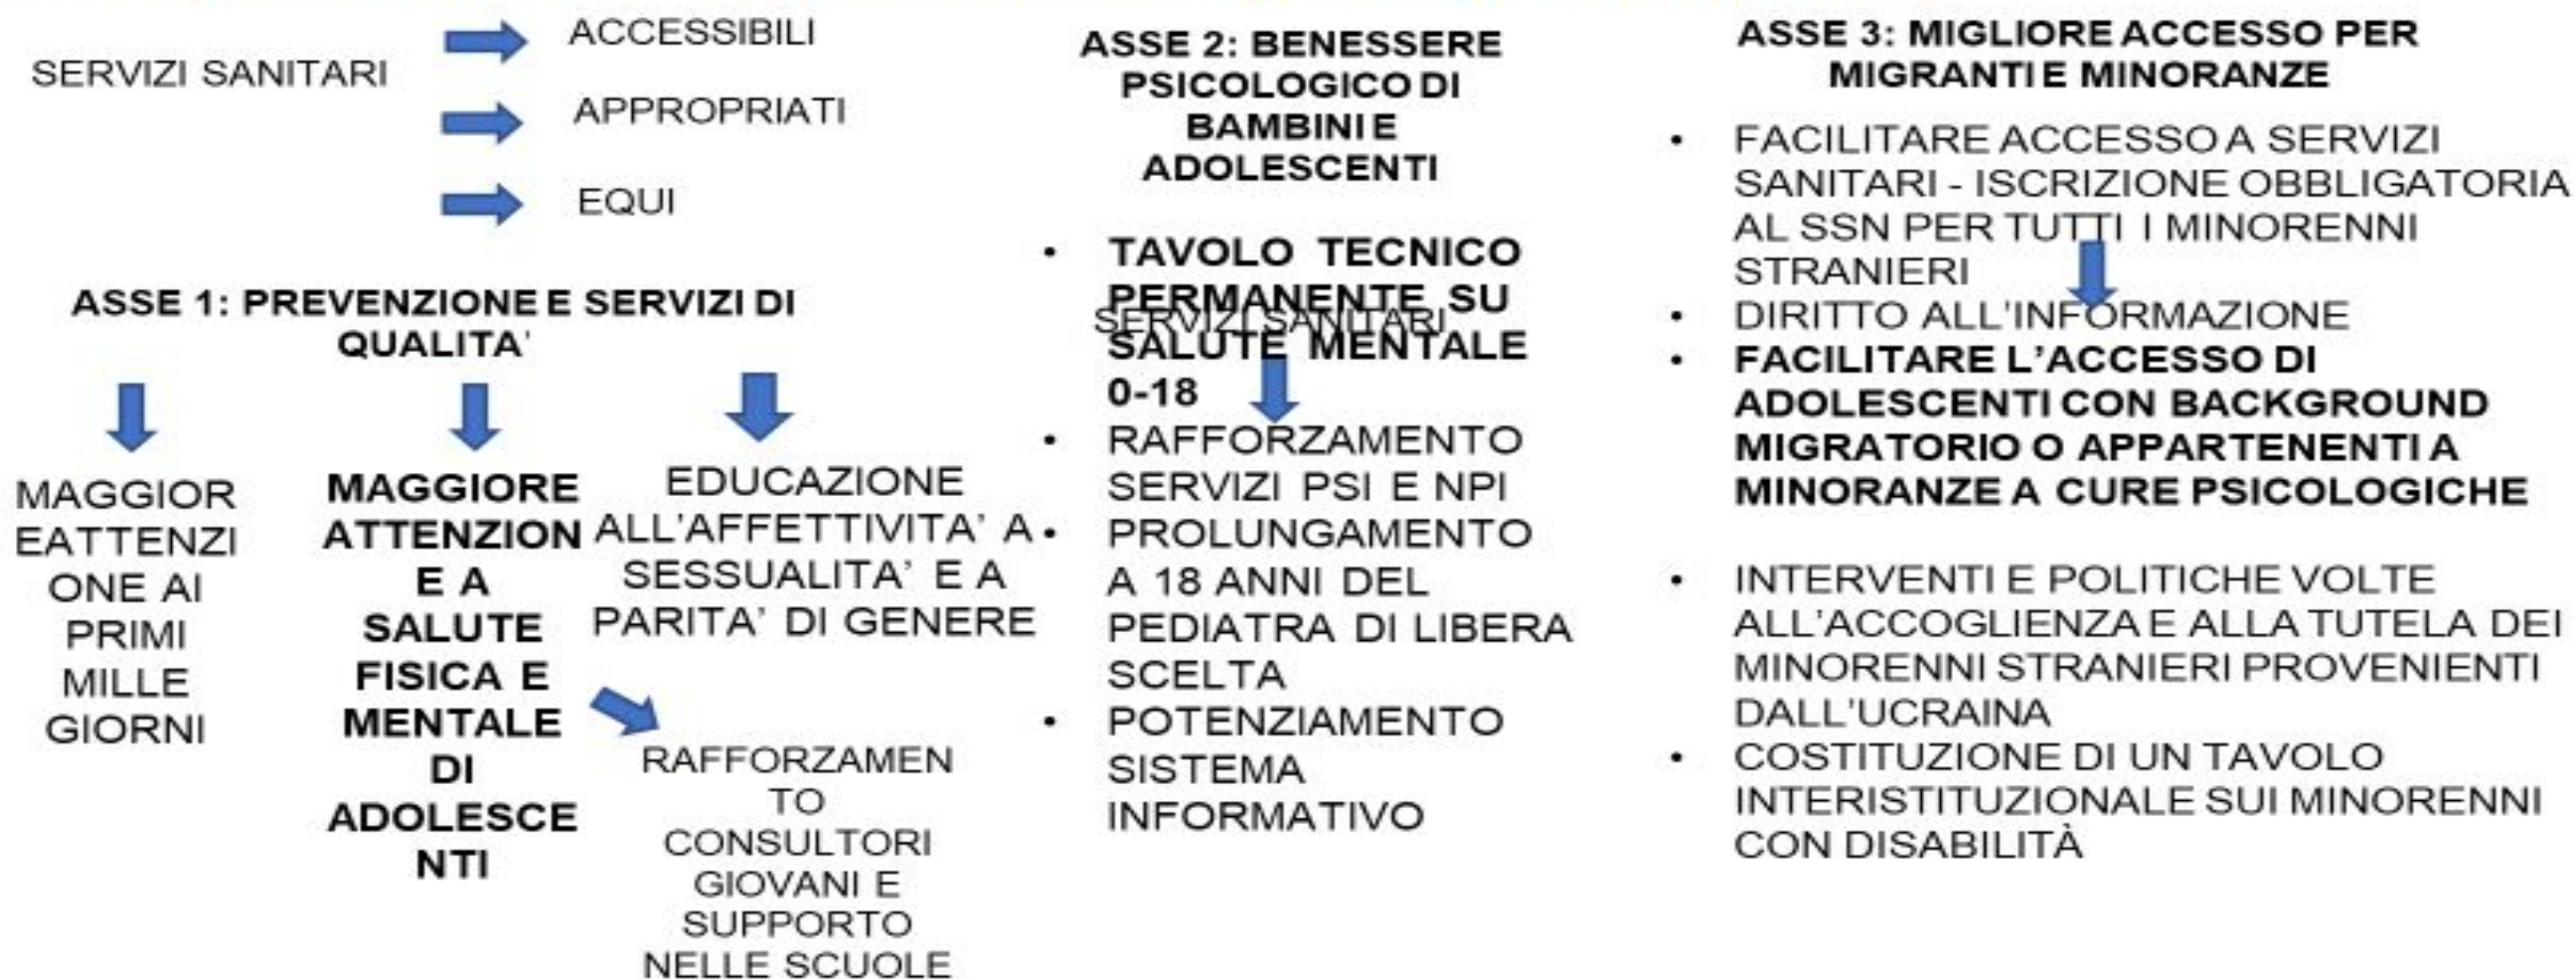 SERVIZI SANITARI
ACCESSIBILI
APPROPRIATI
EQUI
ASSE 1: PREVENZIONE E SERVIZI DI
QUALITA'
MAGGIOR
EATTENZI
ONE AI
PRIMI
MILLE
GIORNI
MAGGIORE
ATTENZION
E A
SALUTE
FISICA E
MENTALE
DI
ADOLESCE
NTI
EDUCAZIONE
ALL'AFFETTIVITA' A
SESSUALITA' E A
PARITA' DI GENERE
RAFFORZAMEN
TO
CONSULTORI
GIOVANI E
SUPPORTO
NELLE SCUOLE
ASSE 2: BENESSERE
PSICOLOGICO DI
BAMBINI E
ADOLESCENTI
• TAVOLO TECNICO
PERMANENTE SU
SERVIZI SANITARI
SALUTE MENTALE
0-18
• RAFFORZAMENTO
SERVIZI PSI E NPI
• PROLUNGAMENTO
A 18 ANNI DEL
PEDIATRA DI LIBERA
SCELTA
• POTENZIAMENTO
SISTEMA
INFORMATIVO
ASSE 3: MIGLIORE ACCESSO PER
MIGRANTI E MINORANZE
• FACILITARE ACCESSO A SERVIZI
SANITARI - ISCRIZIONE OBBLIGATORIA
AL SSN PER TUTTI I MINORENNI
STRANIERI
• DIRITTO ALL'INFORMAZIONE
• FACILITARE L'ACCESSO DI
ADOLESCENTI CON BACKGROUND
MIGRATORIO O APPARTENENTI A
MINORANZE A CURE PSICOLOGICHE
• INTERVENTI E POLITICHE VOLTE
ALL'ACCOGLIENZA E ALLA TUTELA DEI
MINORENNI STRANIERI PROVENIENTI
DALL'UCRAINA
• COSTITUZIONE DI UN TAVOLO
INTERISTITUZIONALE SUI MINORENNI
CON DISABILITÀ